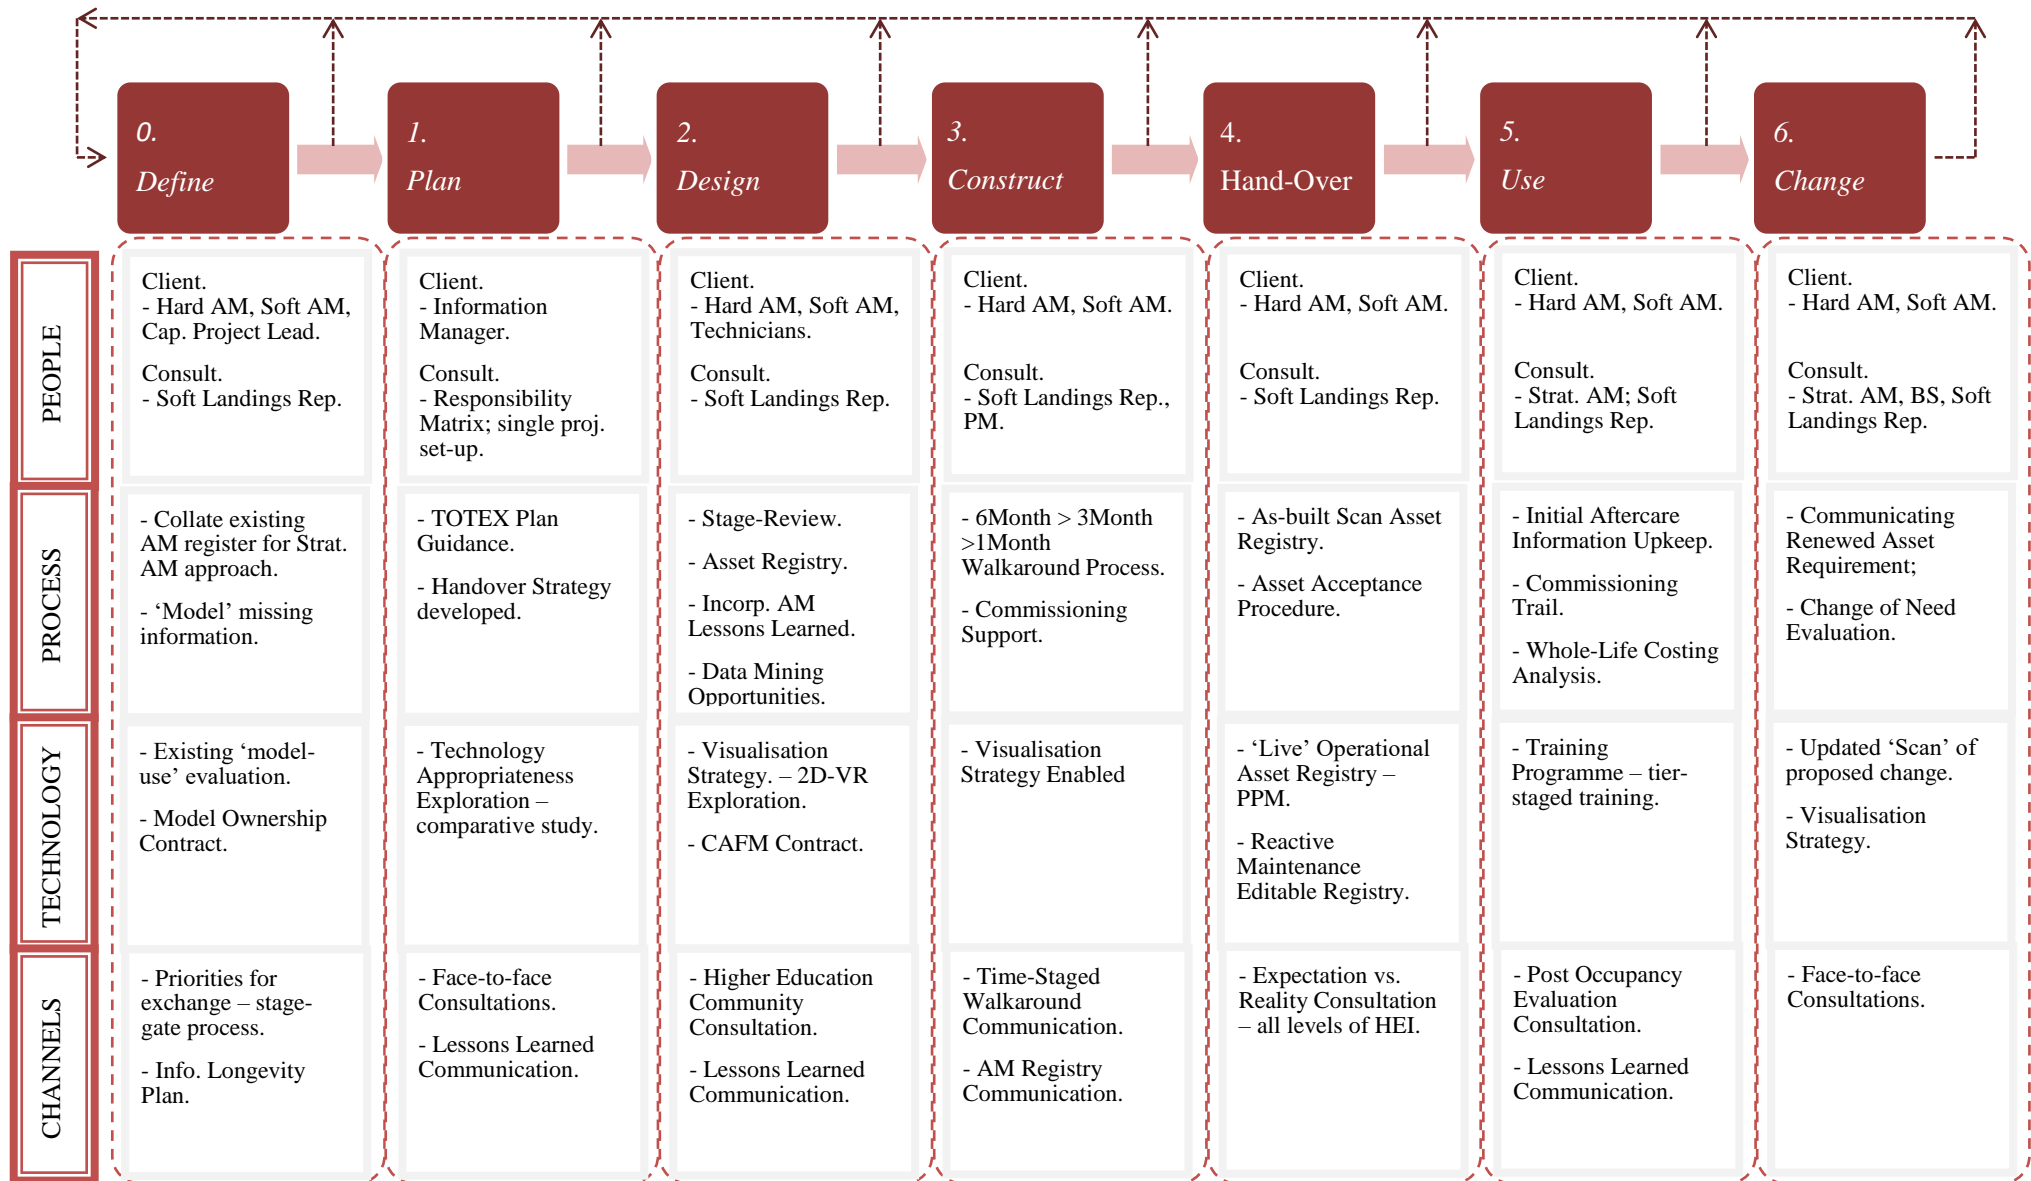 0.
Define
1.
Plan
2.
Design
3.
Construct
4.
Hand-Over
5.
Use
6.
Change
PEOPLE
Client.
- Hard AM, Soft AM,
Cap. Project Lead.
Consult.
- Soft Landings Rep.
Client.
- Information
Manager.
Consult.
- Responsibility
Matrix; single proj.
set-up.
Client.
- Hard AM, Soft AM,
Technicians.
Consult.
- Soft Landings Rep.
Client.
- Hard AM, Soft AM.
Consult.
- Soft Landings Rep.,
PM.
Client.
- Hard AM, Soft AM.
Consult.
- Soft Landings Rep.
Client.
- Hard AM, Soft AM.
Consult.
- Strat. AM; Soft
Landings Rep.
Client.
- Hard AM, Soft AM.
Consult.
- Strat. AM, BS, Soft
Landings Rep.
PROCESS
- Collate existing
AM register for Strat.
AM approach.
- ‘Model’ missing
information.
- TOTEX Plan
Guidance.
- Handover Strategy
developed.
- Stage-Review.
- Asset Registry.
- Incorp. AM
Lessons Learned.
- Data Mining
Opportunities.
- 6Month > 3Month
>1Month
Walkaround Process.
- Commissioning
Support.
- As-built Scan Asset
Registry.
- Asset Acceptance
Procedure.
- Initial Aftercare
Information Upkeep.
- Commissioning
Trail.
- Whole-Life Costing
Analysis.
- Communicating
Renewed Asset
Requirement;
- Change of Need
Evaluation.
TECHNOLOGY
- Existing ‘model-
use’ evaluation.
- Model Ownership
Contract.
- Technology
Appropriateness
Exploration –
comparative study.
- Visualisation
Strategy. – 2D-VR
Exploration.
- CAFM Contract.
- Visualisation
Strategy Enabled
- ‘Live’ Operational
Asset Registry –
PPM.
- Reactive
Maintenance
Editable Registry.
- Training
Programme – tier-
staged training.
- Updated ‘Scan’ of
proposed change.
- Visualisation
Strategy.
CHANNELS
- Priorities for
exchange – stage-
gate process.
- Info. Longevity
Plan.
- Face-to-face
Consultations.
- Lessons Learned
Communication.
- Higher Education
Community
Consultation.
- Lessons Learned
Communication.
- Time-Staged
Walkaround
Communication.
- AM Registry
Communication.
- Expectation vs.
Reality Consultation
– all levels of HEI.
- Post Occupancy
Evaluation
Consultation.
- Lessons Learned
Communication.
- Face-to-face
Consultations.